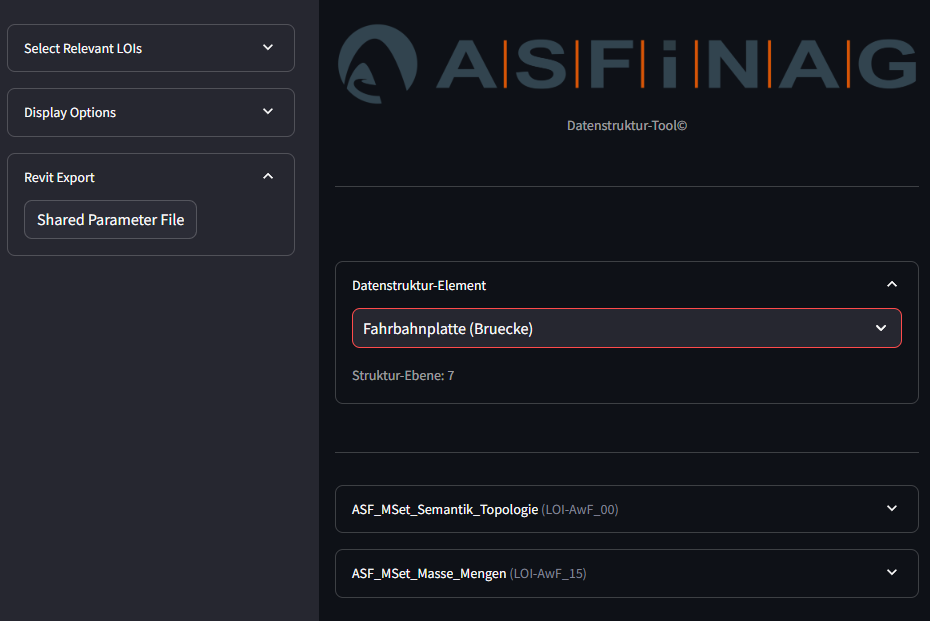 Select Relevant LOIs
Display Options
Revit Export
Shared Parameter File
ASFiNAG
Datenstruktur-Tool©
Datenstruktur-Element
Fahrbahnplatte (Bruecke)
Struktur-Ebene: 7
ASF_MSet_Semantik_Topologie (LOI-AwF_00)
ASF_MSet_Masse_Mengen (LOI-AwF_15)